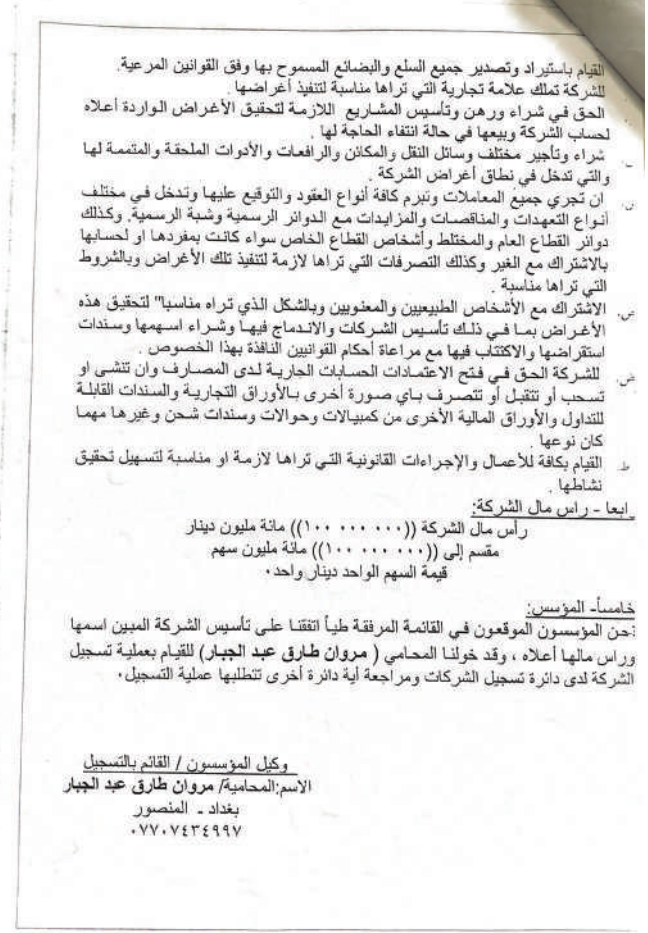 القيام باستيراد وتصدير جميع السلع والبضائع المسموح بها وفق القوانين المرعية.
للشركة تملك علامة تجارية التي تراها مناسبة لتنفيذ أغراضها .
الحق في شراء ورهن وتأسيس المشاريع اللازمة لتحقيق الأغراض الواردة أعلاه
لحساب الشركة وبيعها في حالة انتفاء الحاجة لها .
شراء وتأجير مختلف وسائل النقل والمكائن والرافعات والأدوات الملحقة والمتممة لها
والتي تدخل في نطاق أغراض الشركة .
ان تجري جميع المعاملات وتبرم كافة أنواع العقود والتوقيع عليها وتدخل في مختلف
أنواع التعهدات والمناقصات والمزايدات مع الدوائر الرسمية وشبة الرسمية. وكذلك
دوائر القطاع العام والمختلط وأشخاص القطاع الخاص سواء كانت بمفردها او لحسابها
بالاشتراك مع الغير وكذلك التصرفات التي تراها لازمة لتنفيذ تلك الأغراض وبالشروط
التي تراها مناسبة .
ص. الاشتراك مع الأشخاص الطبيعيين والمعنويين وبالشكل الذي تراه مناسبا" لتحقيق هذه
الأغراض بما في ذلك تأسيس الشركات والاندماج فيها وشراء اسهمها وسندات
استقراضها والاكتتاب فيها مع مراعاة أحكام القوانيين النافذة بهذا الخصوص .
ض. للشركة الحق في فتح الاعتمادات الحسابات الجارية لدى المصارف وان تنشى او
تسحب أو تتقبل أو تتصرف باي صورة أخرى بالأوراق التجارية والسندات القابلة
للتداول والأوراق المالية الأخرى من كمبيالات وحوالات وسندات شحن وغيرها مهما
كان نوعها .
ط. القيام بكافة للأعمال والإجراءات القانونية التي تراها لازمة او مناسبة لتسهيل تحقيق
نشاطها .
رابعا - راس مال الشركة:
رأس مال الشركة ((١٠٠ ٠٠٠ ٠٠٠)) مائة مليون دينار
مقسم إلى ((١٠٠ ٠٠٠ ٠٠٠)) مائة مليون سهم
قيمة السهم الواحد دينار واحد٠
خامساً- المؤسس:
نحن المؤسسون الموقعون في القائمة المرفقة طياً اتفقنا على تأسيس الشركة المبين اسمها
وراس مالها أعلاه ، وقد خولنا المحامي ( مروان طارق عبد الجبار) للقيام بعملية تسجيل
الشركة لدى دائرة تسجيل الشركات ومراجعة أية دائرة أخرى تتطلبها عملية التسجيل٠
وكيل المؤسسون / القائم بالتسجيل
الاسم:المحامية/ مروان طارق عبد الجبار
بغداد - المنصور
٠٧٧٠٧٤٣٤٩٩٧